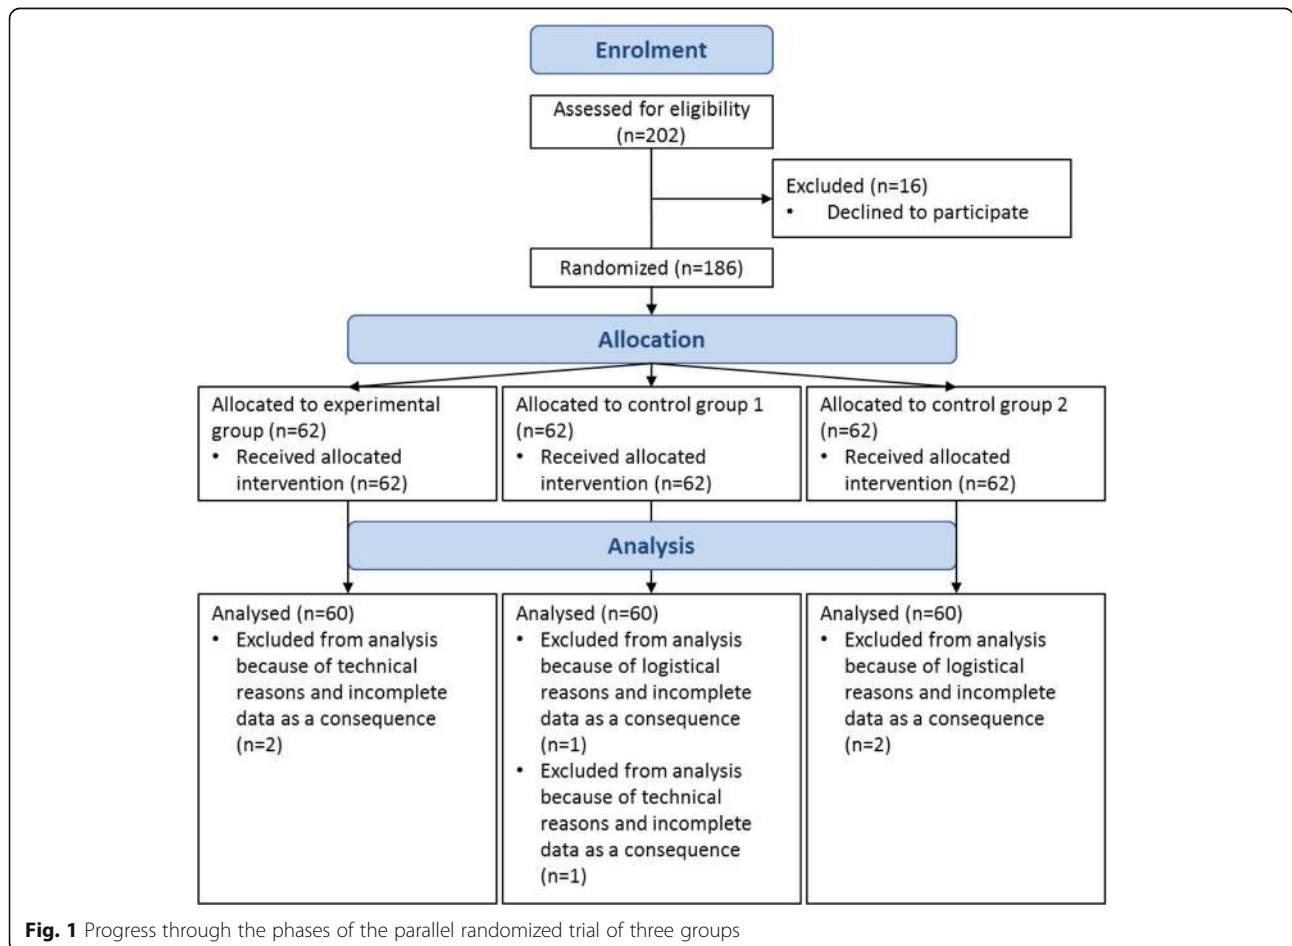 Enrolment
Assessed for eligibility
(n=202)
Excluded (n=16)
• Declined to participate
Randomized (n=186)
Allocation
Allocated to experimental
group (n=62)
• Received allocated
intervention (n=62)
Allocated to control group 1
(n=62)
• Received allocated
intervention (n=62)
Allocated to control group 2
(n=62)
• Received allocated
intervention (n=62)
Analysis
Analysed (n=60)
• Excluded from analysis
because of technical
reasons and incomplete
data as a consequence
(n=2)
Analysed (n=60)
• Excluded from analysis
because of logistical
reasons and incomplete
data as a consequence
(n=1)
• Excluded from analysis
because of technical
reasons and incomplete
data as a consequence
(n=1)
Analysed (n=60)
• Excluded from analysis
because of logistical
reasons and incomplete
data as a consequence
(n=2)
Fig. 1 Progress through the phases of the parallel randomized trial of three groups